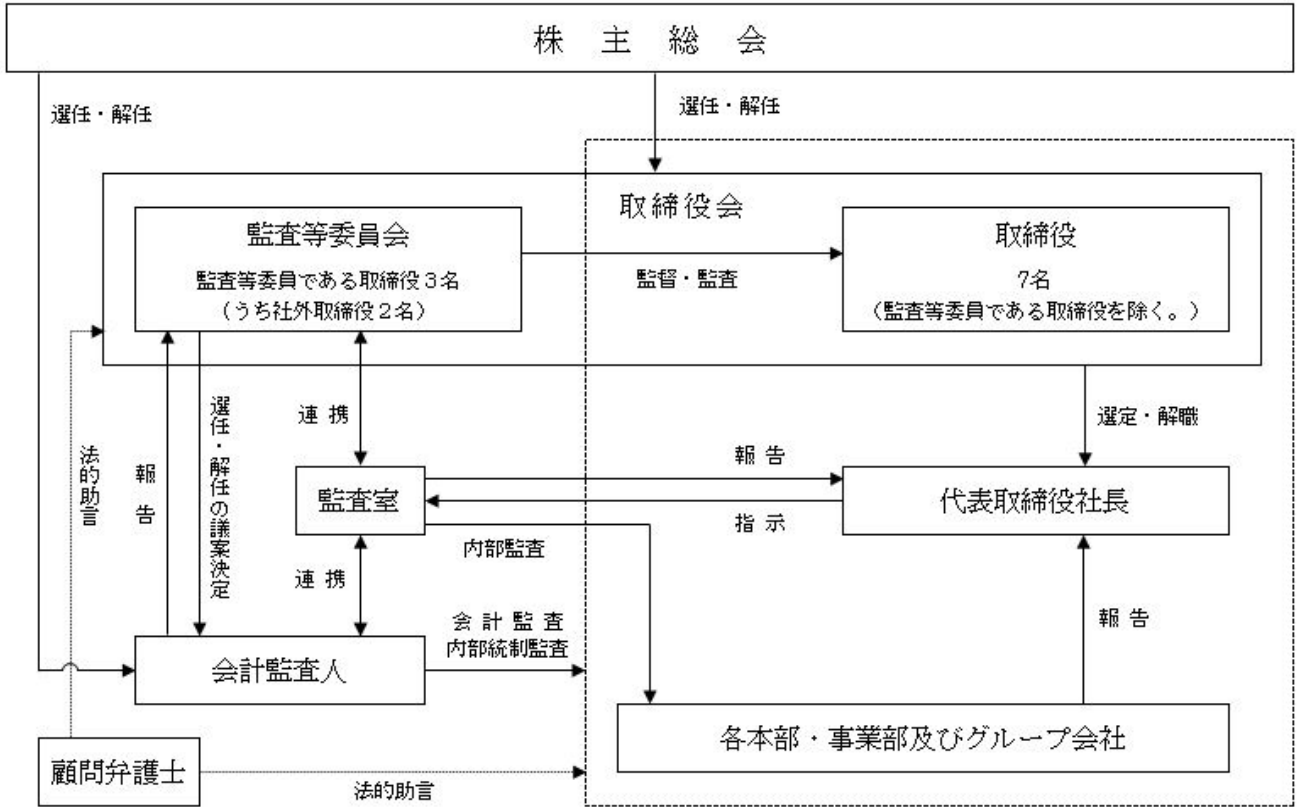 株 主 総 会
選任・解任
選任・解任
取締役会
監査等委員会
監査等委員である取締役3名
(うち社外取締役2名)
監督・監査
取締役
7名
(監査等委員である取締役を除く。)
法的助言
報告
選任・解任の議案決定
連 携
選定・解職
監査室
報 告
指 示
代表取締役社長
内部監査
連 携
会 計 監 査
内部統制監査
報 告
会計監査人
各本部・事業部及びグループ会社
顧問弁護士
法的助言